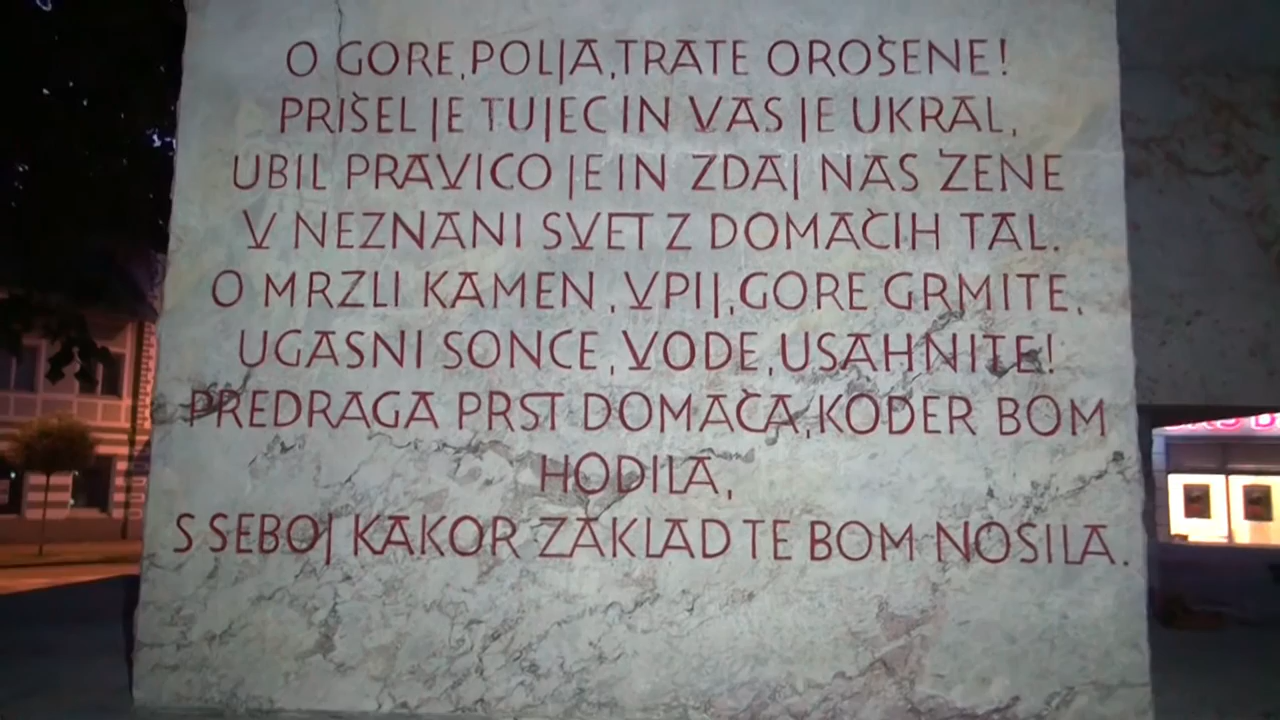 O GORE, POLJA, TRATE OROŠENE!
PRIŠEL JE TUJEC IN VAS JE UKRAL,
UBIL PRAVICO JE IN ZDAJ NAS ŽENE
V NEZNANI SVET Z DOMAČIH TAL.
O MRZLI KAMEN, VPIJ, GORE GRMITE,
UGASNI SONCE, VODE, USAHNITE!
PREDRAGA PRST DOMAČA, KODER BOM
HODILA,
S SEBOJ KAKOR ZAKLAD TE BOM NOSILA.